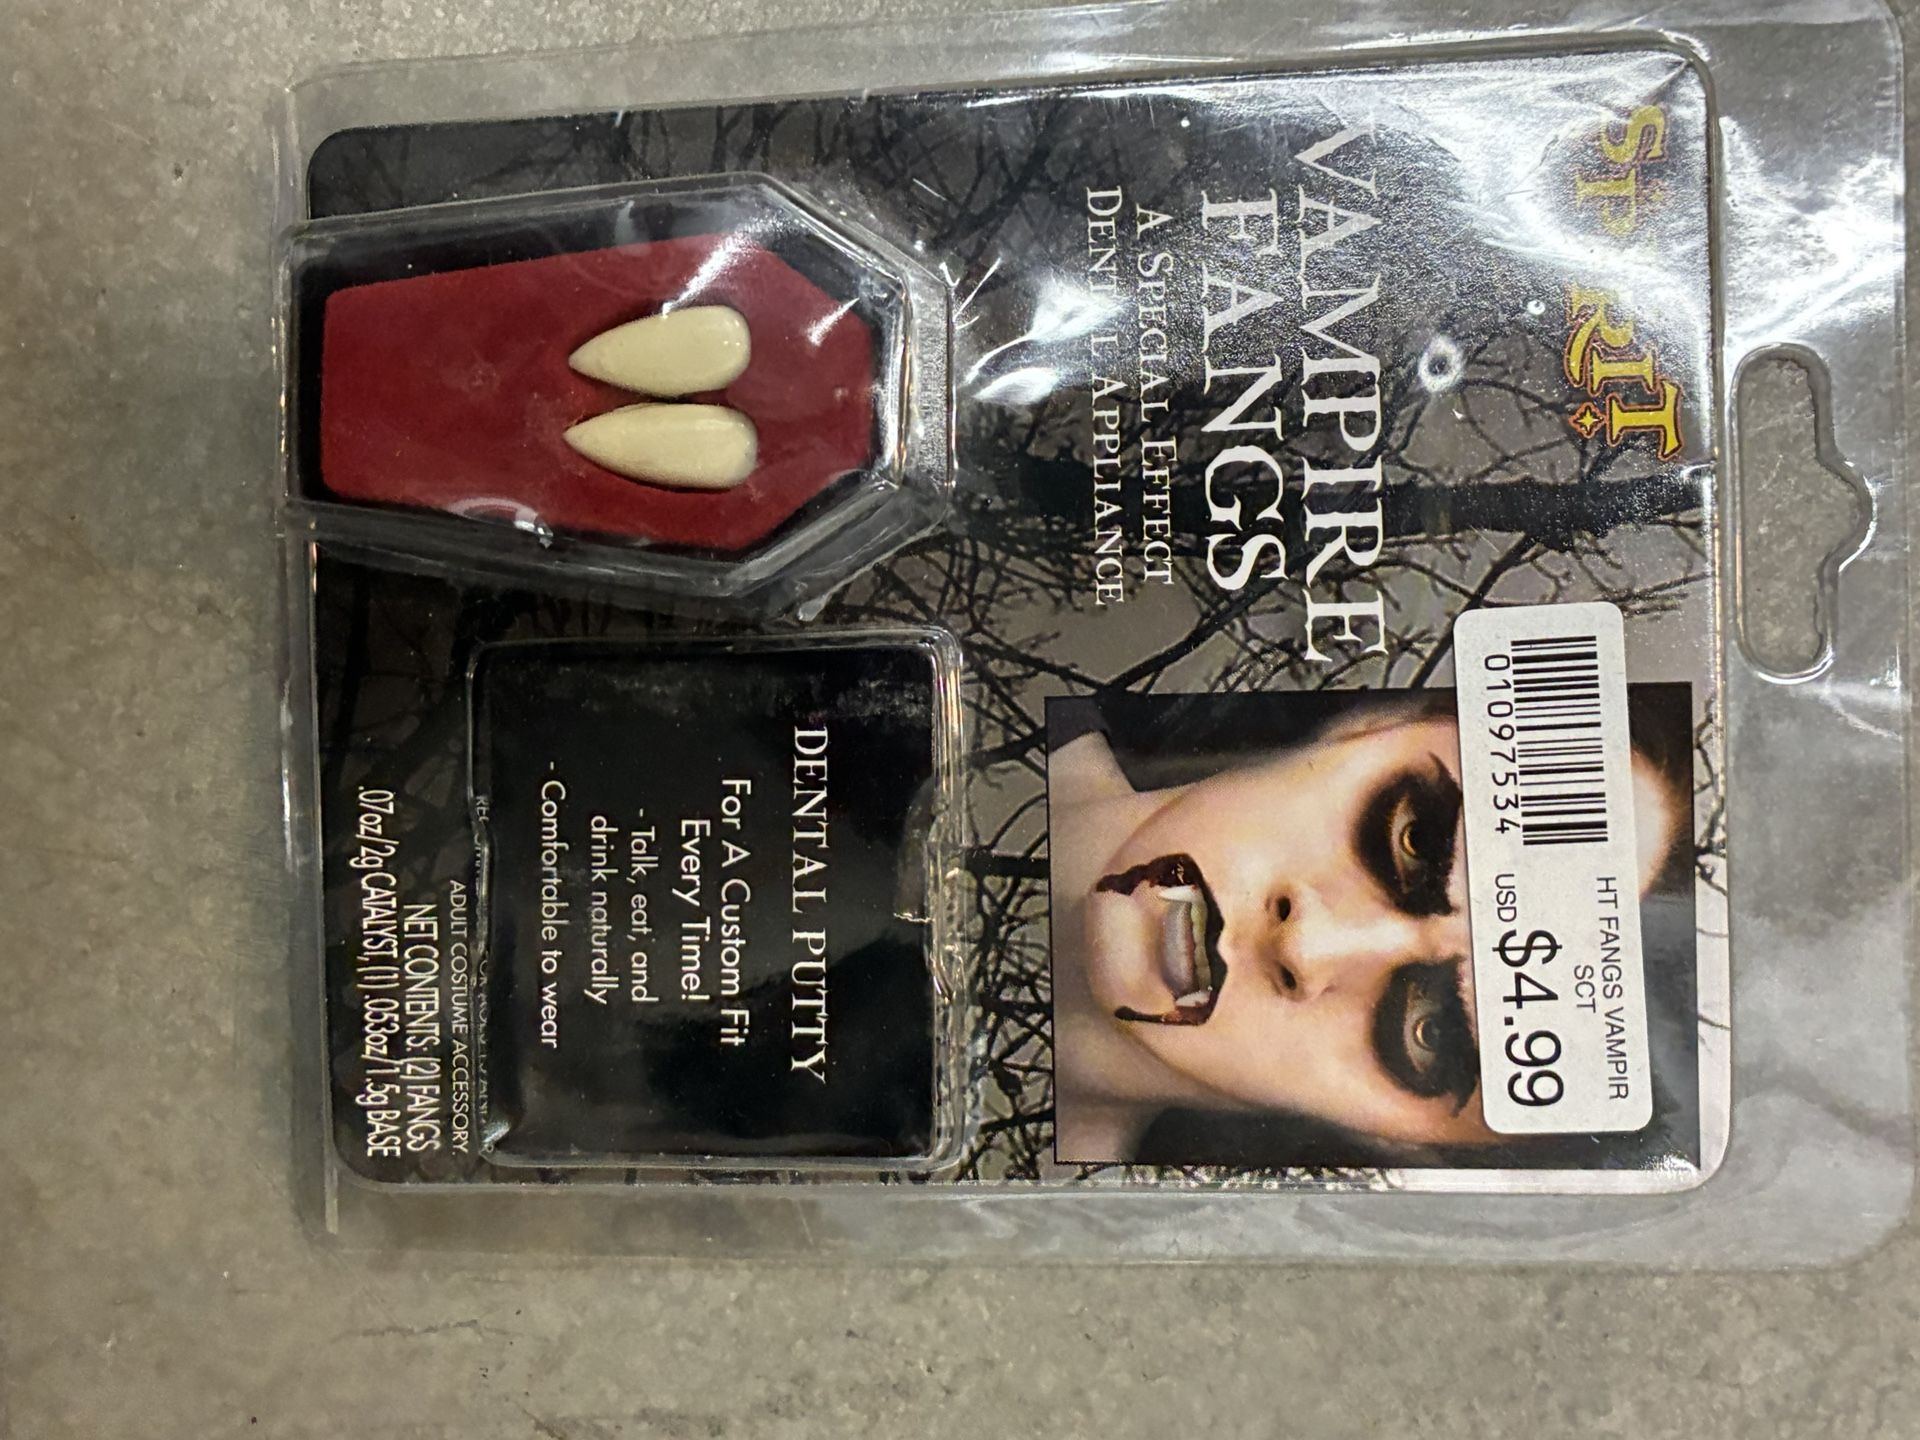 SPIRIT
VAMPIRE
FANGS
A SPECIAL EFFECT
DENTAL APPLIANCE
01097534
HT FANGS VAMPIR
SCT
USD $4.99
DENTAL PUTTY
For A Custom Fit
Every Time!
- Talk, eat, and
drink naturally
- Comfortable to wear
ADULT COSTUME ACCESSORY
NET CONTENTS: (2) FANGS
.07oz/2g CATALYST, (1) .053oz/1.5g BASE